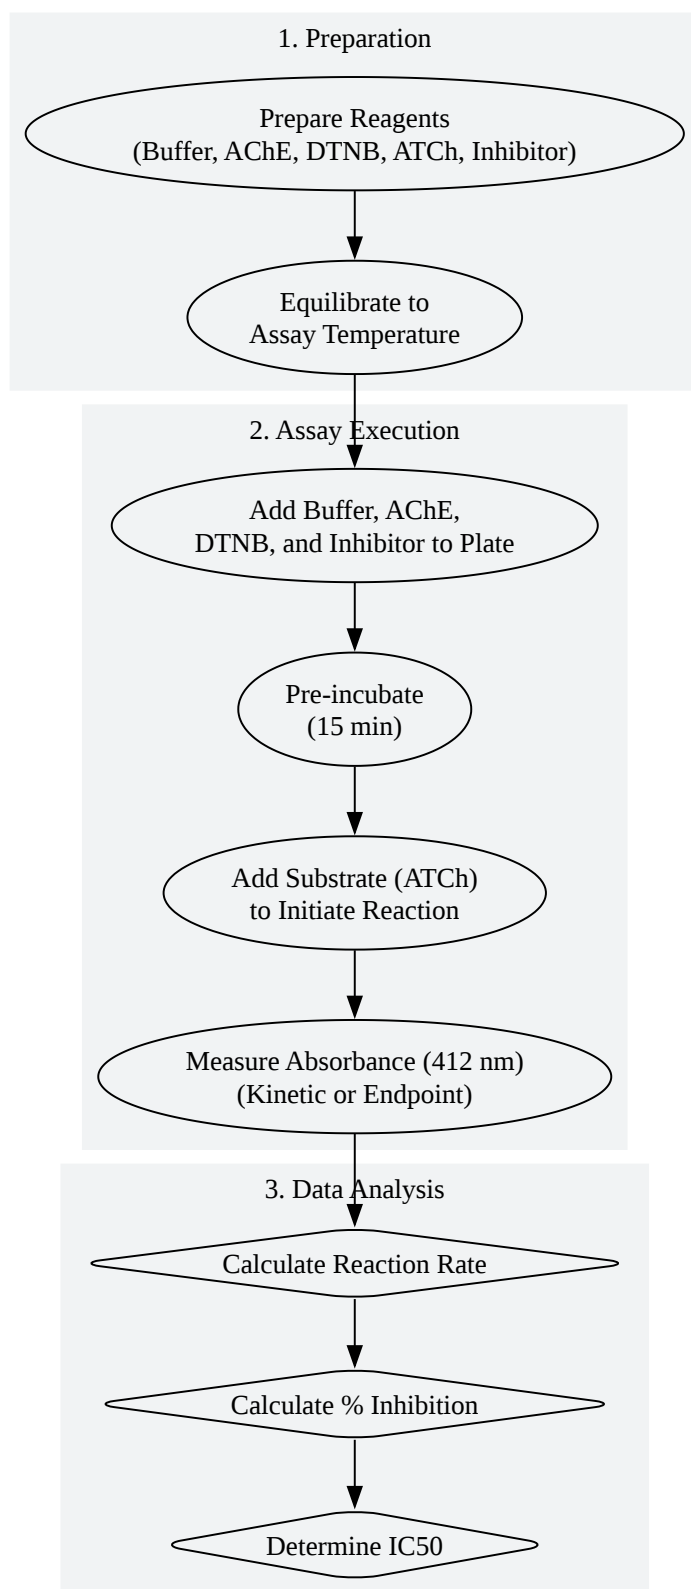 1. Preparation
Prepare Reagents
(Buffer, AChE, DTNB, ATCh, Inhibitor)
Equilibrate to
Assay Temperature
2. Assay Execution
Add Buffer, AChE,
DTNB, and Inhibitor to Plate
Pre-incubate
(15 min)
Add Substrate (ATCh)
to Initiate Reaction
Measure Absorbance (412 nm)
(Kinetic or Endpoint)
3. Data Analysis
Calculate Reaction Rate
Calculate % Inhibition
Determine IC50